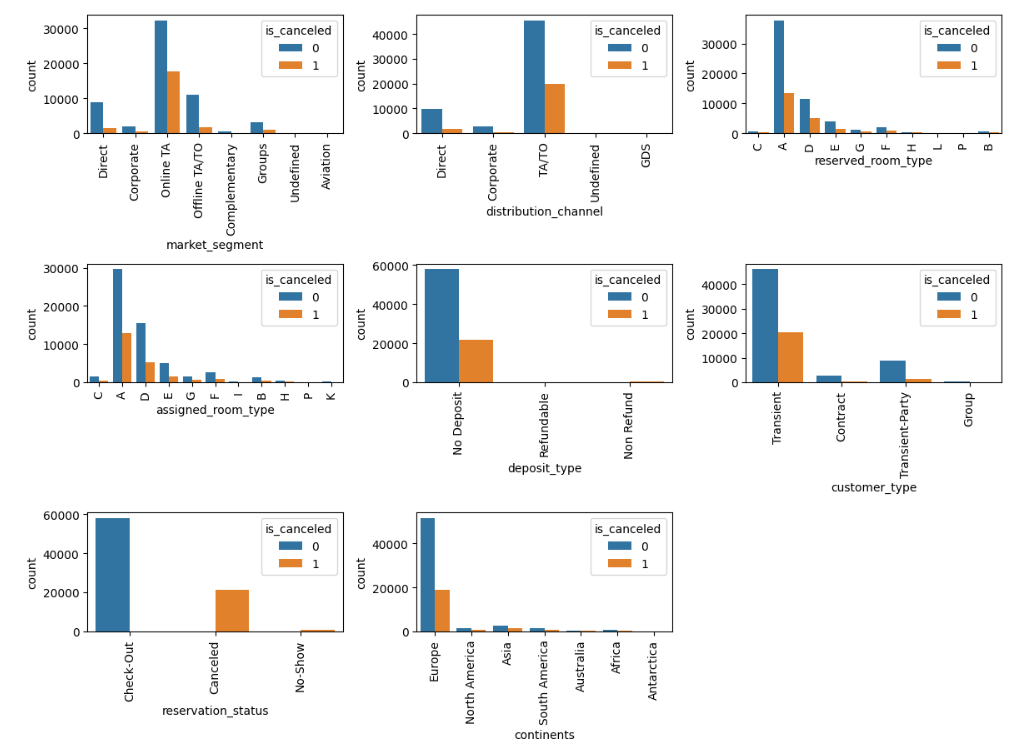 is_canceled
0
1
count
30000
20000
10000
0
Direct
Corporate
Online TA
Offline TA/TO
Complementary
Groups
Undefined
Aviation
market_segment
is_canceled
0
1
count
40000
30000
20000
10000
0
Direct
Corporate
TA/TO
Undefined
GDS
distribution_channel
is_canceled
0
1
count
30000
20000
10000
0
C
A
D
E
G
F
H
L
P
B
reserved_room_type
is_canceled
0
1
count
30000
20000
10000
0
C
A
D
E
G
F
I
B
H
P
K
assigned_room_type
is_canceled
0
1
count
60000
40000
20000
0
No Deposit
Refundable
Non Refund
deposit_type
is_canceled
0
1
count
40000
30000
20000
10000
0
Transient
Contract
Transient-Party
Group
customer_type
is_canceled
0
1
count
60000
40000
20000
0
Check-Out
Canceled
No-Show
reservation_status
is_canceled
0
1
count
40000
20000
0
Europe
North America
Asia
South America
Australia
Africa
Antarctica
continents